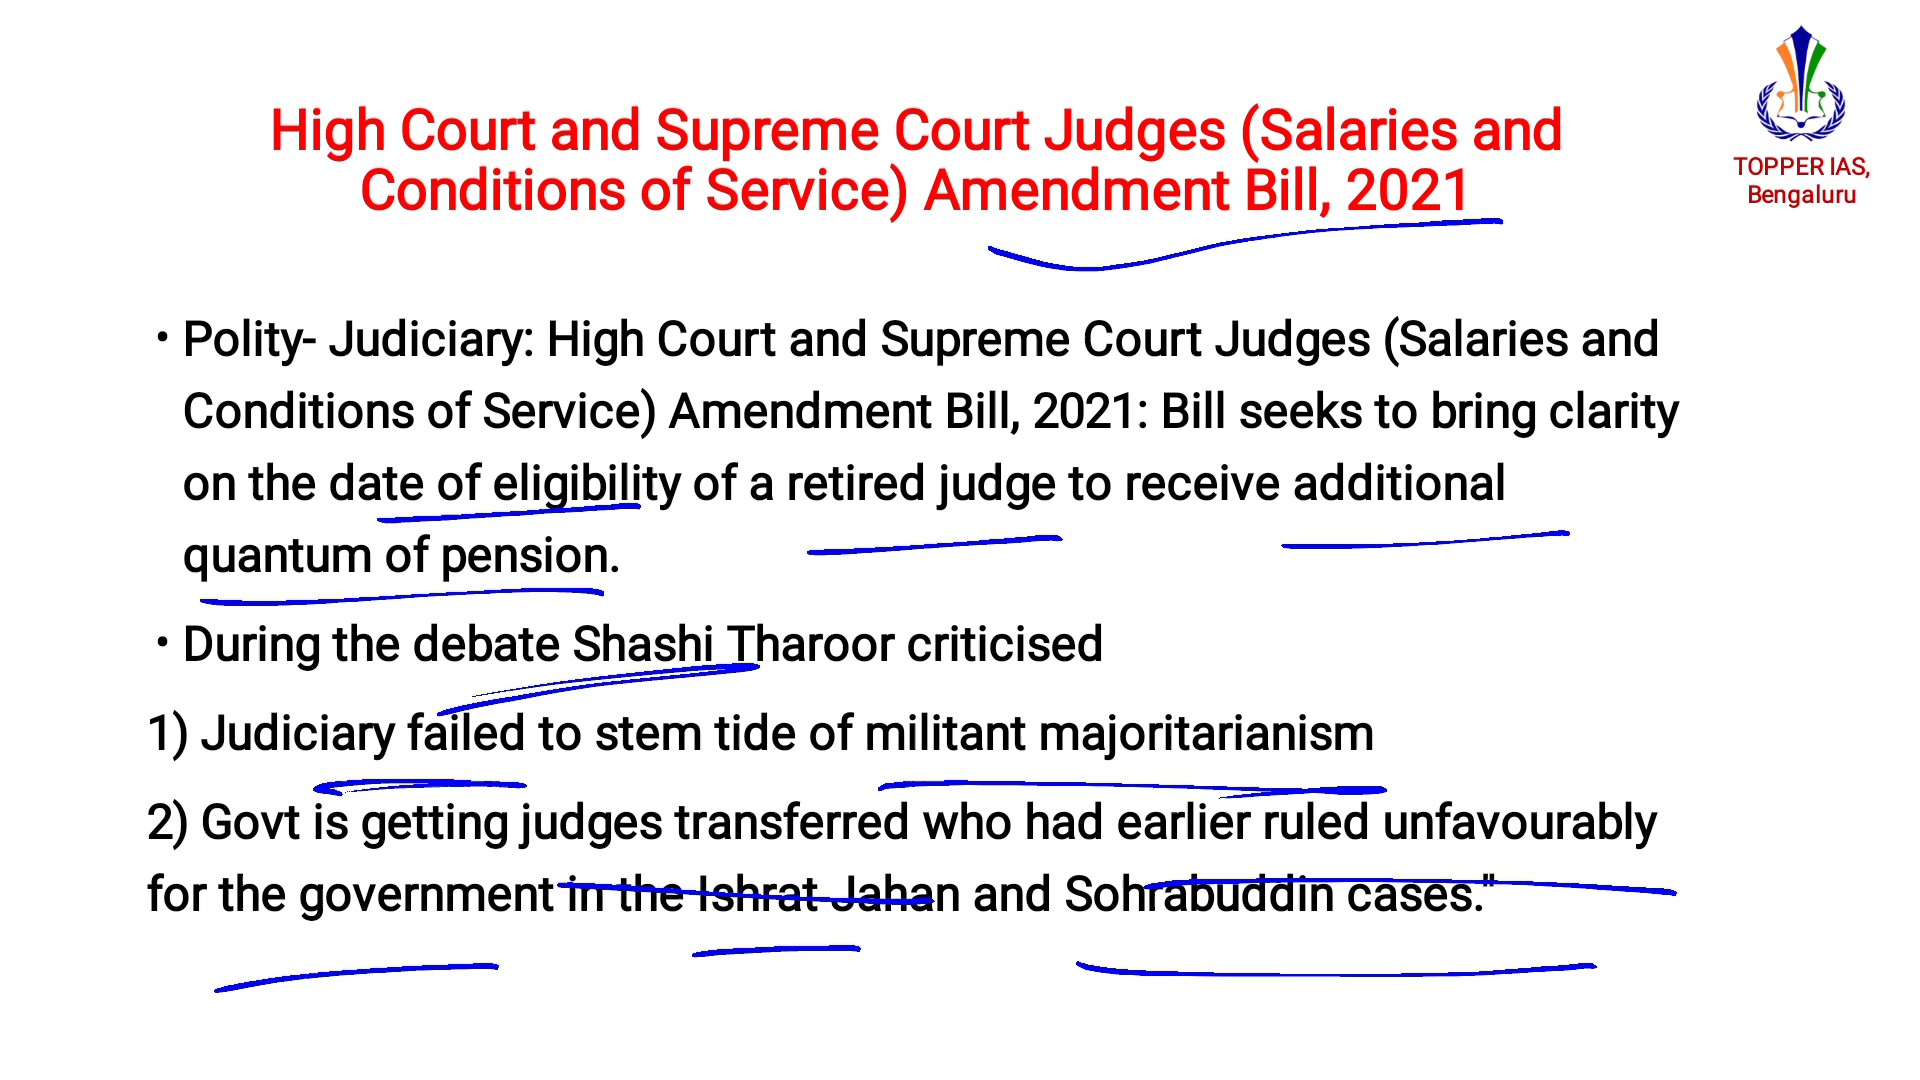 High Court and Supreme Court Judges (Salaries and
Conditions of Service) Amendment Bill, 2021
TOPPER IAS,
Bengaluru
• Polity- Judiciary: High Court and Supreme Court Judges (Salaries and
Conditions of Service) Amendment Bill, 2021: Bill seeks to bring clarity
on the date of eligibility of a retired judge to receive additional
quantum of pension.
• During the debate Shashi Tharoor criticised
1) Judiciary failed to stem tide of militant majoritarianism
2) Govt is getting judges transferred who had earlier ruled unfavourably
for the government in the Ishrat Jahan and Sohrabuddin cases."